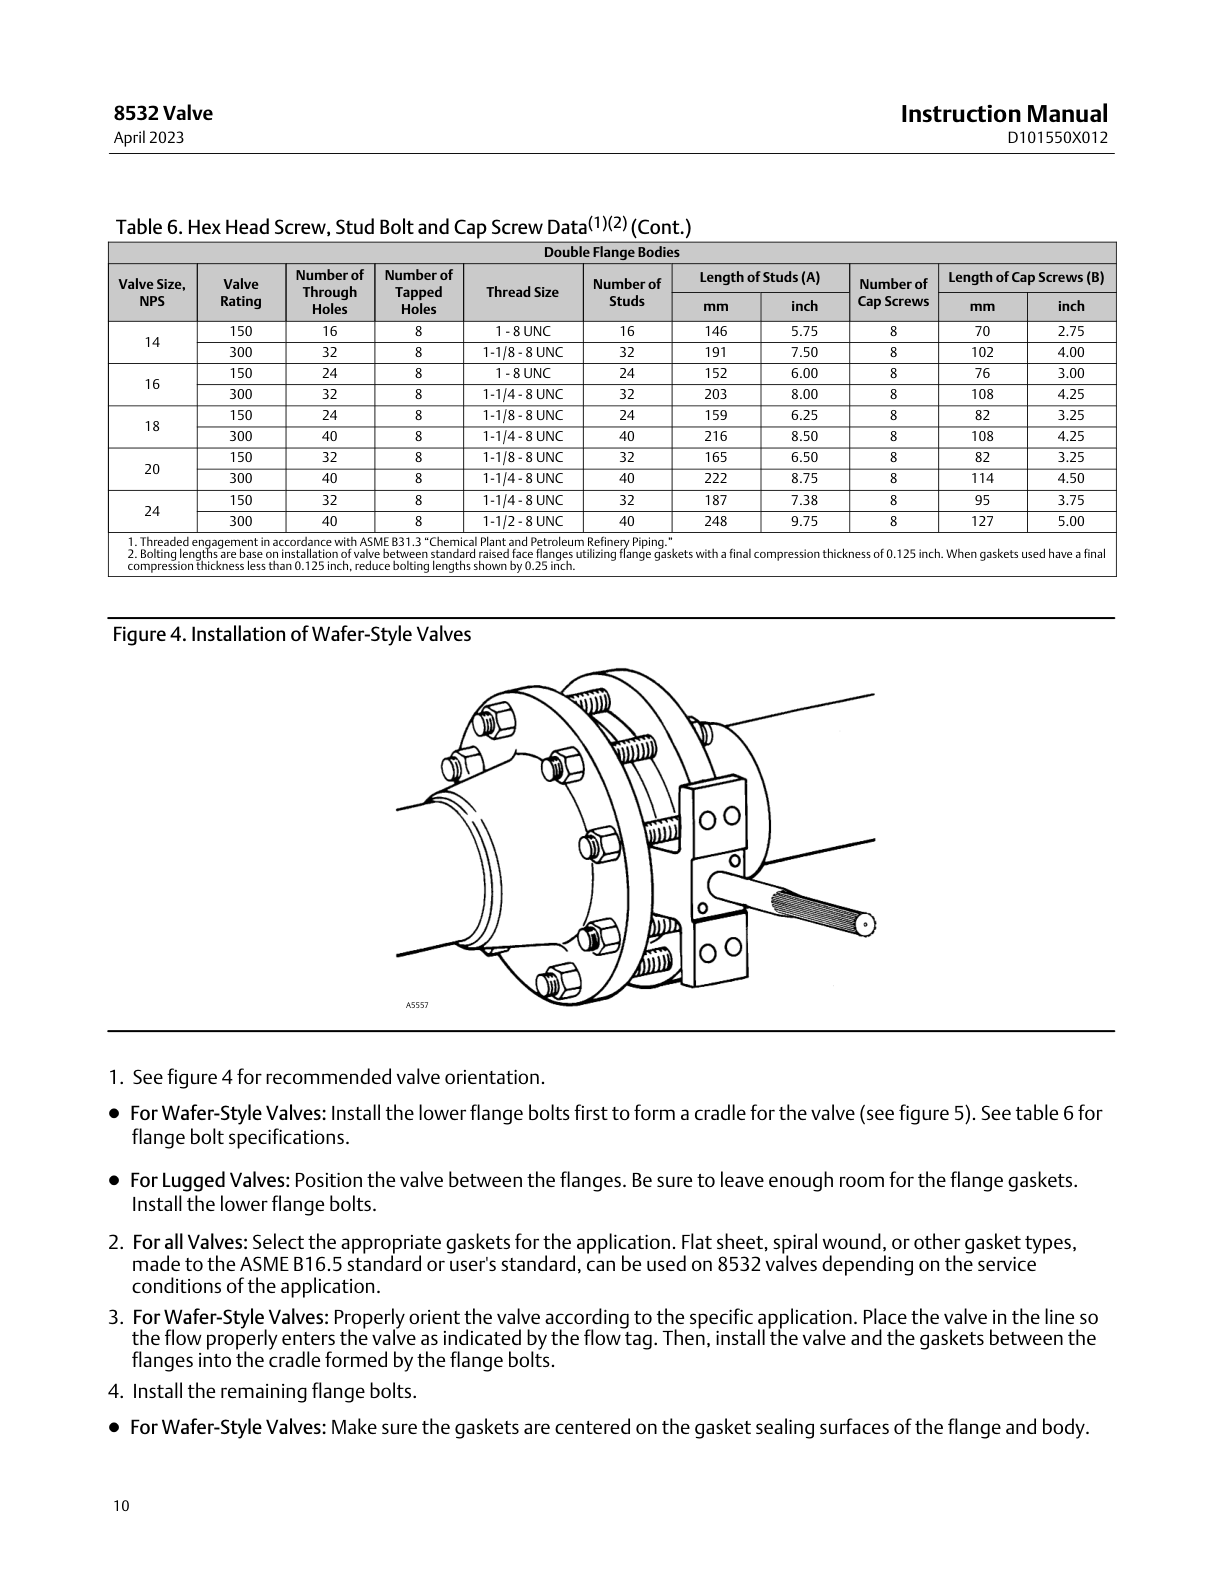 8532 Valve
April 2023
Instruction Manual
D101550X012
Table 6. Hex Head Screw, Stud Bolt and Cap Screw Data(1)(2) (Cont.)
Double Flange Bodies
Valve Size, NPS | Valve Rating | Number of Through Holes | Number of Tapped Holes | Thread Size | Number of Studs | Length of Studs (A) | Number of Cap Screws | Length of Cap Screws (B)
mm | inch | mm | inch
14 | 150 | 16 | 8 | 1 - 8 UNC | 16 | 146 | 5.75 | 8 | 70 | 2.75
300 | 32 | 8 | 1-1/8 - 8 UNC | 32 | 191 | 7.50 | 8 | 102 | 4.00
16 | 150 | 24 | 8 | 1 - 8 UNC | 24 | 152 | 6.00 | 8 | 76 | 3.00
300 | 32 | 8 | 1-1/4 - 8 UNC | 32 | 203 | 8.00 | 8 | 108 | 4.25
18 | 150 | 24 | 8 | 1-1/8 - 8 UNC | 24 | 159 | 6.25 | 8 | 82 | 3.25
300 | 40 | 8 | 1-1/4 - 8 UNC | 40 | 216 | 8.50 | 8 | 108 | 4.25
20 | 150 | 32 | 8 | 1-1/8 - 8 UNC | 32 | 165 | 6.50 | 8 | 82 | 3.25
300 | 40 | 8 | 1-1/4 - 8 UNC | 40 | 222 | 8.75 | 8 | 114 | 4.50
24 | 150 | 32 | 8 | 1-1/4 - 8 UNC | 32 | 187 | 7.38 | 8 | 95 | 3.75
300 | 40 | 8 | 1-1/2 - 8 UNC | 40 | 248 | 9.75 | 8 | 127 | 5.00
1. Threaded engagement in accordance with ASME B31.3 “Chemical Plant and Petroleum Refinery Piping.”
2. Bolting lengths are base on installation of valve between standard raised face flanges utilizing flange gaskets with a final compression thickness of 0.125 inch. When gaskets used have a final
compression thickness less than 0.125 inch, reduce bolting lengths shown by 0.25 inch.
Figure 4. Installation of Wafer-Style Valves
A5557
1. See figure 4 for recommended valve orientation.
● For Wafer-Style Valves: Install the lower flange bolts first to form a cradle for the valve (see figure 5). See table 6 for
flange bolt specifications.
● For Lugged Valves: Position the valve between the flanges. Be sure to leave enough room for the flange gaskets.
Install the lower flange bolts.
2. For all Valves: Select the appropriate gaskets for the application. Flat sheet, spiral wound, or other gasket types,
made to the ASME B16.5 standard or user's standard, can be used on 8532 valves depending on the service
conditions of the application.
3. For Wafer-Style Valves: Properly orient the valve according to the specific application. Place the valve in the line so
the flow properly enters the valve as indicated by the flow tag. Then, install the valve and the gaskets between the
flanges into the cradle formed by the flange bolts.
4. Install the remaining flange bolts.
● For Wafer-Style Valves: Make sure the gaskets are centered on the gasket sealing surfaces of the flange and body.
10